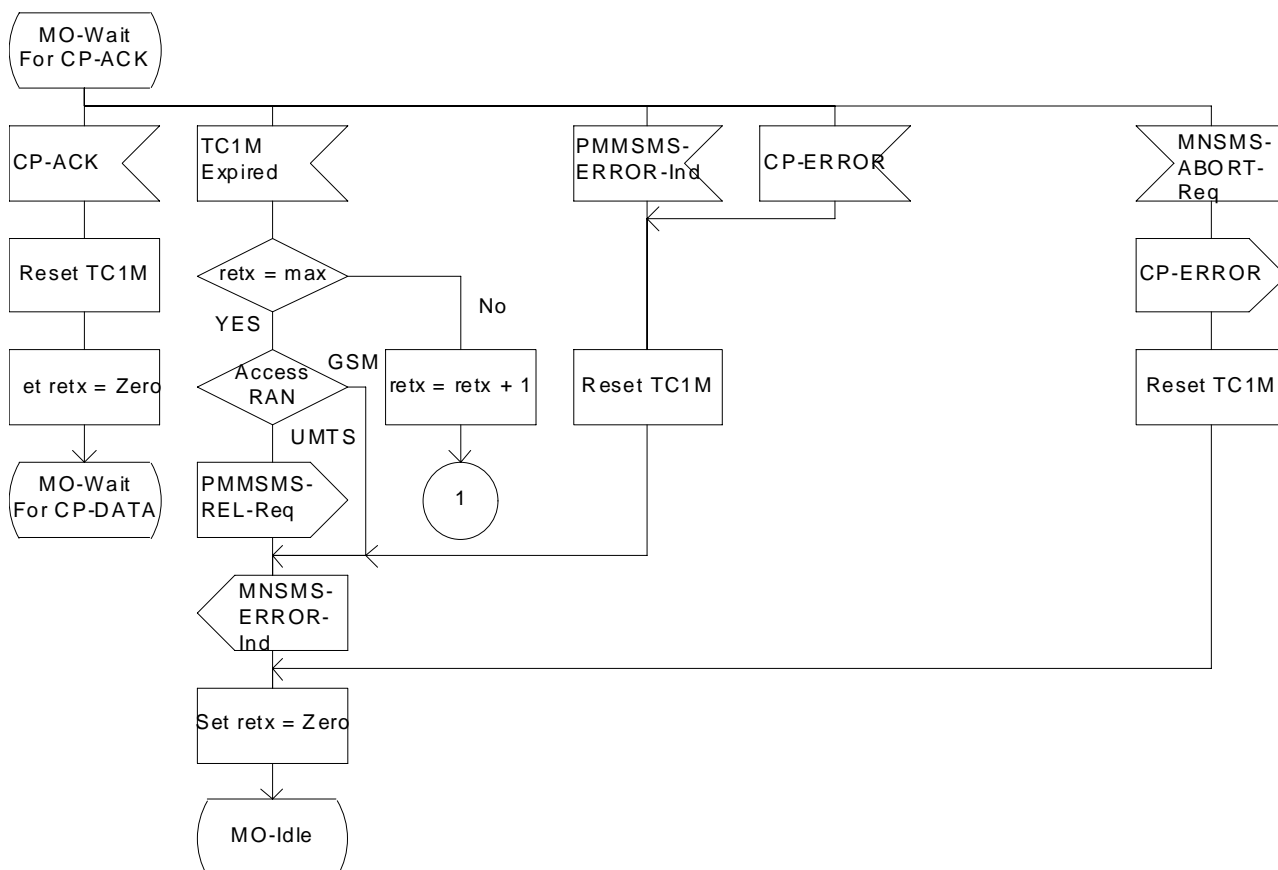 MO-Wait
For CP-ACK
CP-ACK
TC1M
Expired
PMMSMS-
ERROR-Ind
CP-ERROR
MNSMS-
ABORT-
Req
Reset TC1M
retx = max
No
YES
CP-ERROR
et retx = Zero
Access
RAN
GSM
UMTS
retx = retx + 1
Reset TC1M
Reset TC1M
MO-Wait
For CP-DATA
PMMSMS-
REL-Req
1
MNSMS-
ERROR-
Ind
Set retx = Zero
MO-Idle